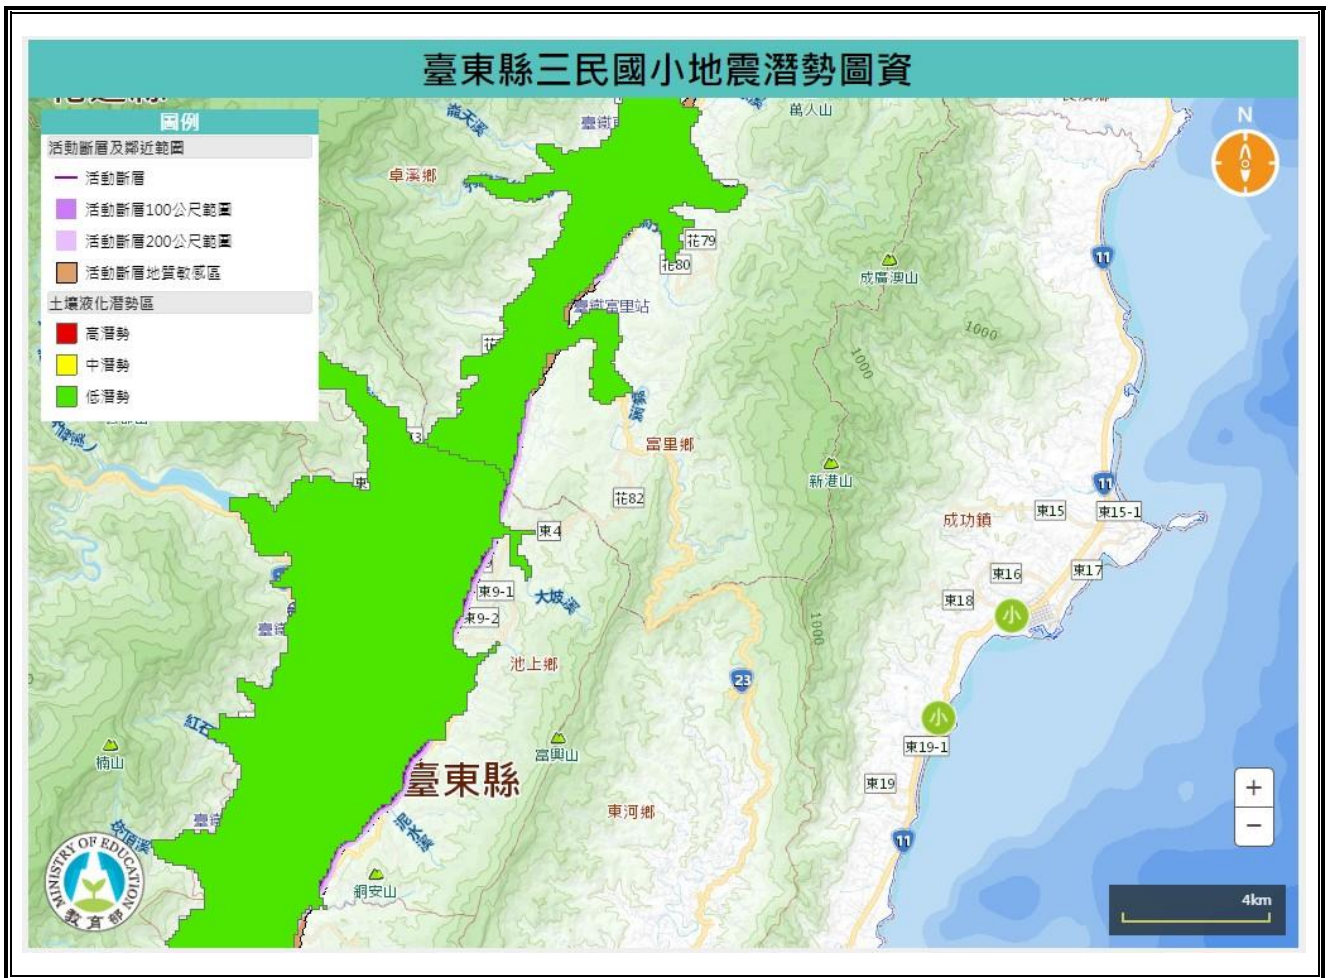 臺東縣三民國小地震潛勢圖資
圖例
活動斷層及鄰近範圍
活動斷層
活動斷層100公尺範圍
活動斷層200公尺範圍
活動斷層地質敏感區
土壤液化潛勢區
高潛勢
中潛勢
低潛勢
萬人山
N
卓溪鄉
花79
11
花80
成廣澳山
臺鐵富里站
1000
1000
富里鄉
新港山
11
花82
東15
東15-1
成功鎮
東4
東16
東17
東9-1
大坡溪
東18
東9-2
小
1000
池上鄉
23
小
富興山
東19-1
楠山
臺東縣
東19
東河鄉
泥水溪
11
+
−
MINISTRY OF EDUCATION
教育部
銅安山
4km